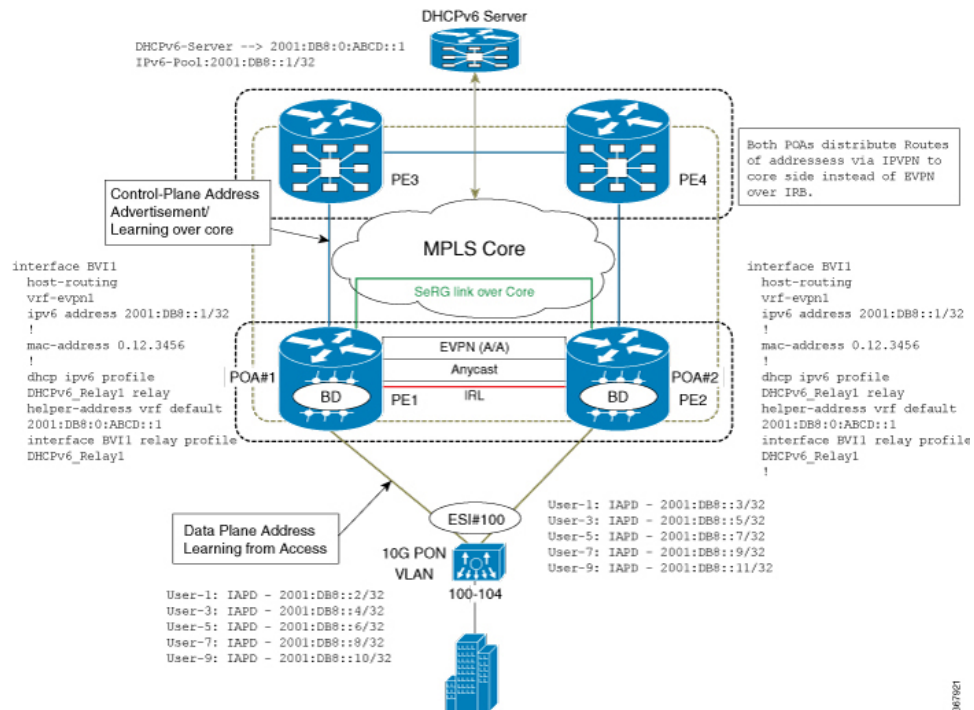 DHCPv6 Server
DHCPv6-Server --> 2001:DB8:0:ABCD::1
IPv6-Pool:2001:DB8::1/32
PE3
PE4
Both POAs distribute Routes
of addressess via IPVPN to
core side instead of EVPN
over IRB.
Control-Plane Address
Advertisement/
Learning over core
MPLS Core
SeRG link over Core
interface BVI1
host-routing
vrf-evpn1
ipv6 address 2001:DB8::1/32
!
mac-address 0.12.3456
!
dhcp ipv6 profile
DHCPv6_Relay1 relay
helper-address vrf default
2001:DB8:0:ABCD::1
interface BVI1 relay profile
DHCPv6_Relay1
POA#1
BD
PE1
EVPN (A/A)
Anycast
IRL
POA#2
BD
PE2
interface BVI1
host-routing
vrf-evpn1
ipv6 address 2001:DB8::1/32
!
mac-address 0.12.3456
!
dhcp ipv6 profile
DHCPv6_Relay1 relay
helper-address vrf default
2001:DB8:0:ABCD::1
interface BVI1 relay profile
DHCPv6_Relay1
!
Data Plane Address
Learning from Access
ESI#100
10G PON
VLAN
100-104
User-1: IAPD - 2001:DB8::3/32
User-3: IAPD - 2001:DB8::5/32
User-5: IAPD - 2001:DB8::7/32
User-7: IAPD - 2001:DB8::9/32
User-9: IAPD - 2001:DB8::11/32
User-1: IAPD - 2001:DB8::2/32
User-3: IAPD - 2001:DB8::4/32
User-5: IAPD - 2001:DB8::6/32
User-7: IAPD - 2001:DB8::8/32
User-9: IAPD - 2001:DB8::10/32
367921